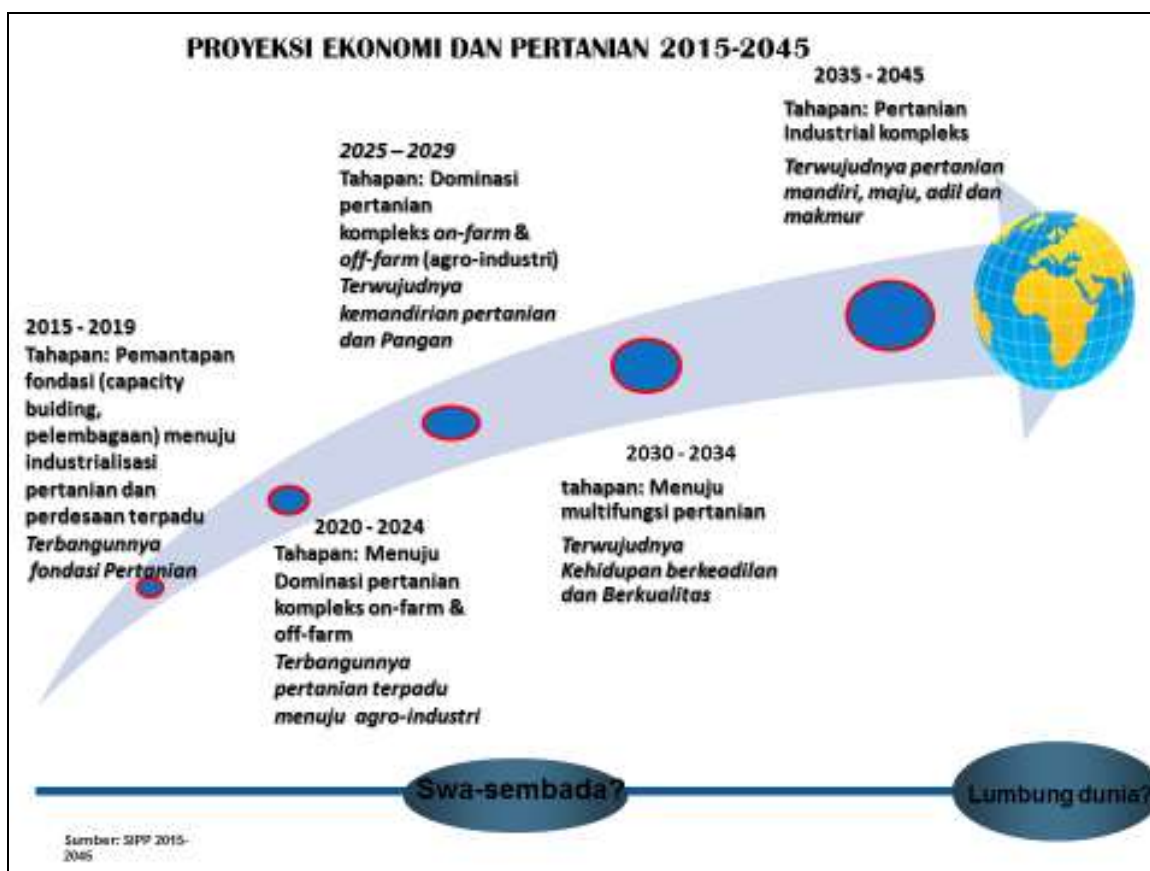 PROYEKSI EKONOMI DAN PERTANIAN 2015-2045
2015 - 2019
Tahapan: Pemantapan
fondasi (capacity
buiding,
pelembagaan) menuju
industrialisasi
pertanian dan
perdesaan terpadu
Terbangunnya
fondasi Pertanian
2020 - 2024
Tahapan: Menuju
Dominasi pertanian
kompleks on-farm &
off-farm
Terbangunnya
pertanian terpadu
menuju agro-industri
2025 – 2029
Tahapan: Dominasi
pertanian
kompleks on-farm &
off-farm (agro-industri)
Terwujudnya
kemandirian pertanian
dan Pangan
2030 - 2034
tahapan: Menuju
multifungsi pertanian
Terwujudnya
Kehidupan berkeadilan
dan Berkualitas
2035 - 2045
Tahapan: Pertanian
Industrial kompleks
Terwujudnya pertanian
mandiri, maju, adil dan
makmur
Swa-sembada?
Lumbung dunia?
Sumber: SIPP 2015-
2045